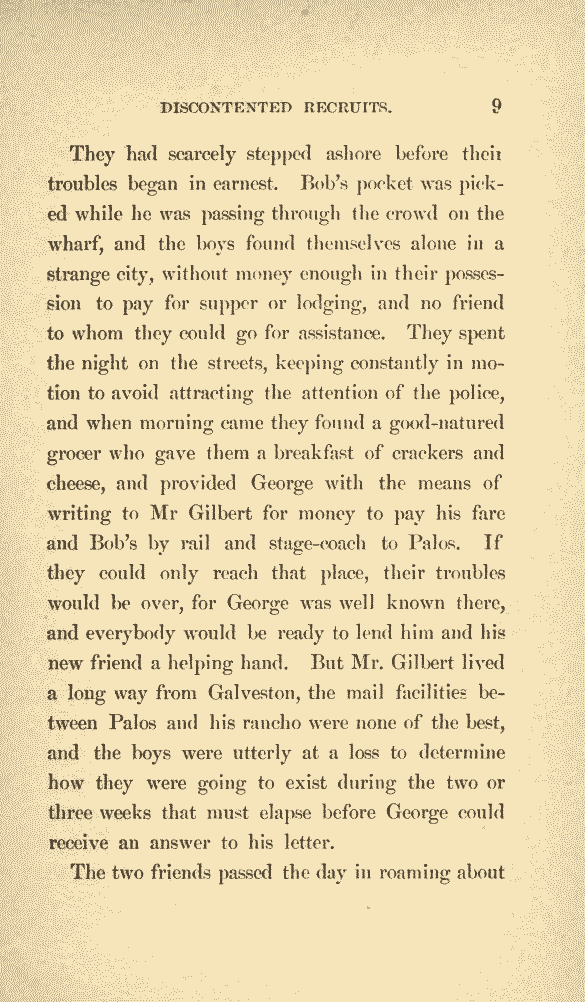 DISCONTENTED RECRUITS. 9
They had scarcely stepped ashore before their
troubles began in earnest. Bob's pocket was pick-
ed while he was passing through the crowd on the
wharf, and the boys found themselves alone in a
strange city, without money enough in their posses-
sion to pay for supper or lodging, and no friend
to whom they could go for assistance. They spent
the night on the streets, keeping constantly in mo-
tion to avoid attracting the attention of the police,
and when morning came they found a good-natured
grocer who gave them a breakfast of crackers and
cheese, and provided George with the means of
writing to Mr Gilbert for money to pay his fare
and Bob's by rail and stage-coach to Palos. If
they could only reach that place, their troubles
would be over, for George was well known there,
and everybody would be ready to lend him and his
new friend a helping hand. But Mr. Gilbert lived
a long way from Galveston, the mail facilities be-
tween Palos and his rancho were none of the best,
and the boys were utterly at a loss to determine
how they were going to exist during the two or
three weeks that must elapse before George could
receive an answer to his letter.
The two friends passed the day in roaming about